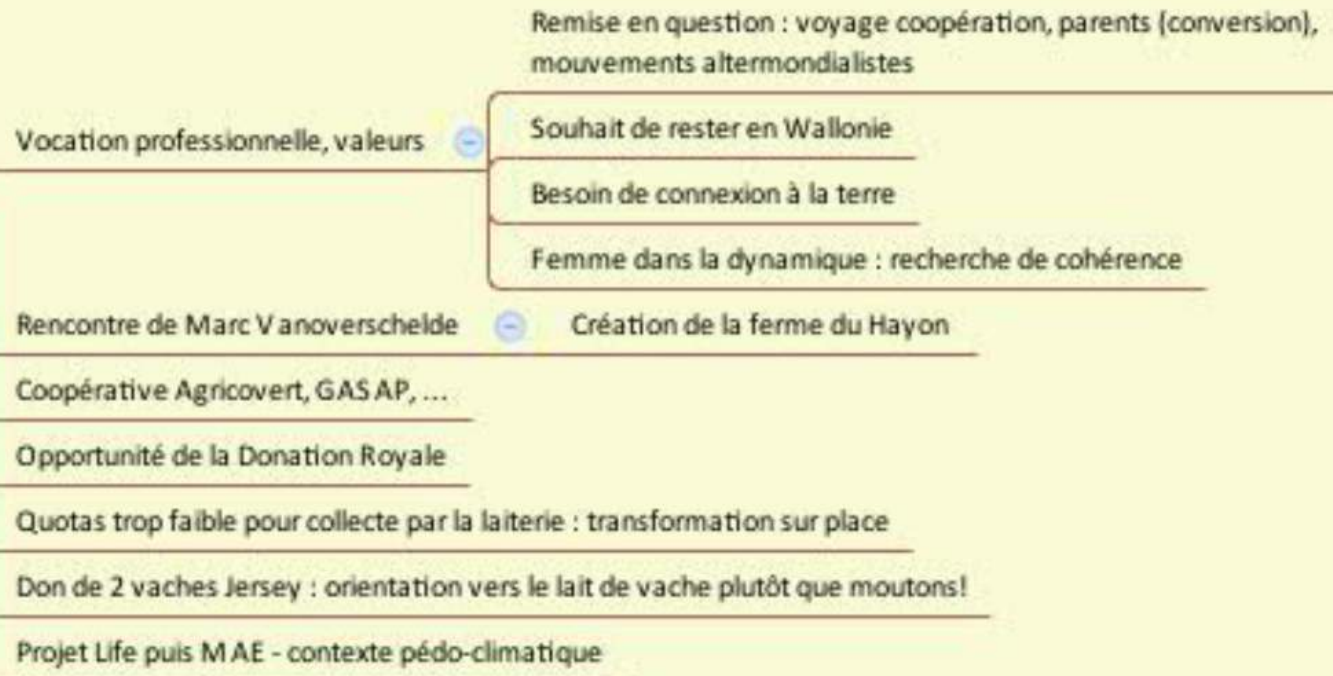 Remise en question : voyage coopération, parents (conversion),
mouvements altermondialistes
Vocation professionnelle, valeurs
Souhait de rester en Wallonie
Besoin de connexion à la terre
Femme dans la dynamique : recherche de cohérence
Rencontre de Marc Vanoverschelde
Création de la ferme du Hayon
Coopérative Agricovert, GASAP, ...
Opportunité de la Donation Royale
Quotas trop faible pour collecte par la laiterie : transformation sur place
Don de 2 vaches Jersey : orientation vers le lait de vache plutôt que moutons!
Projet Life puis MAE - contexte pédo-climatique